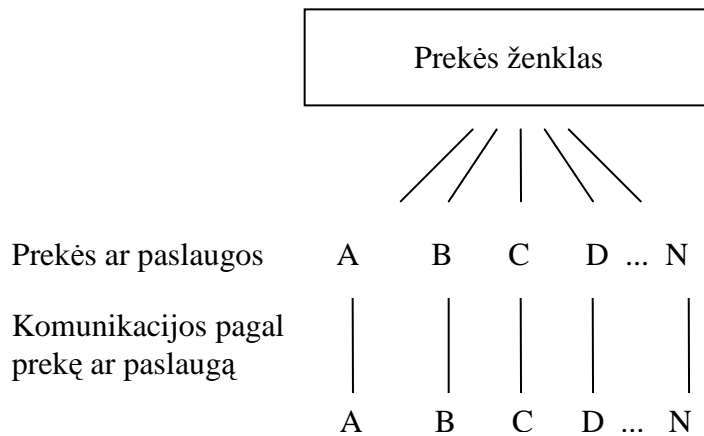 Prekės ženklas
Prekės ar paslaugos A B C D ... N
Komunikacijos pagal
prekę ar paslaugą
A B C D ... N